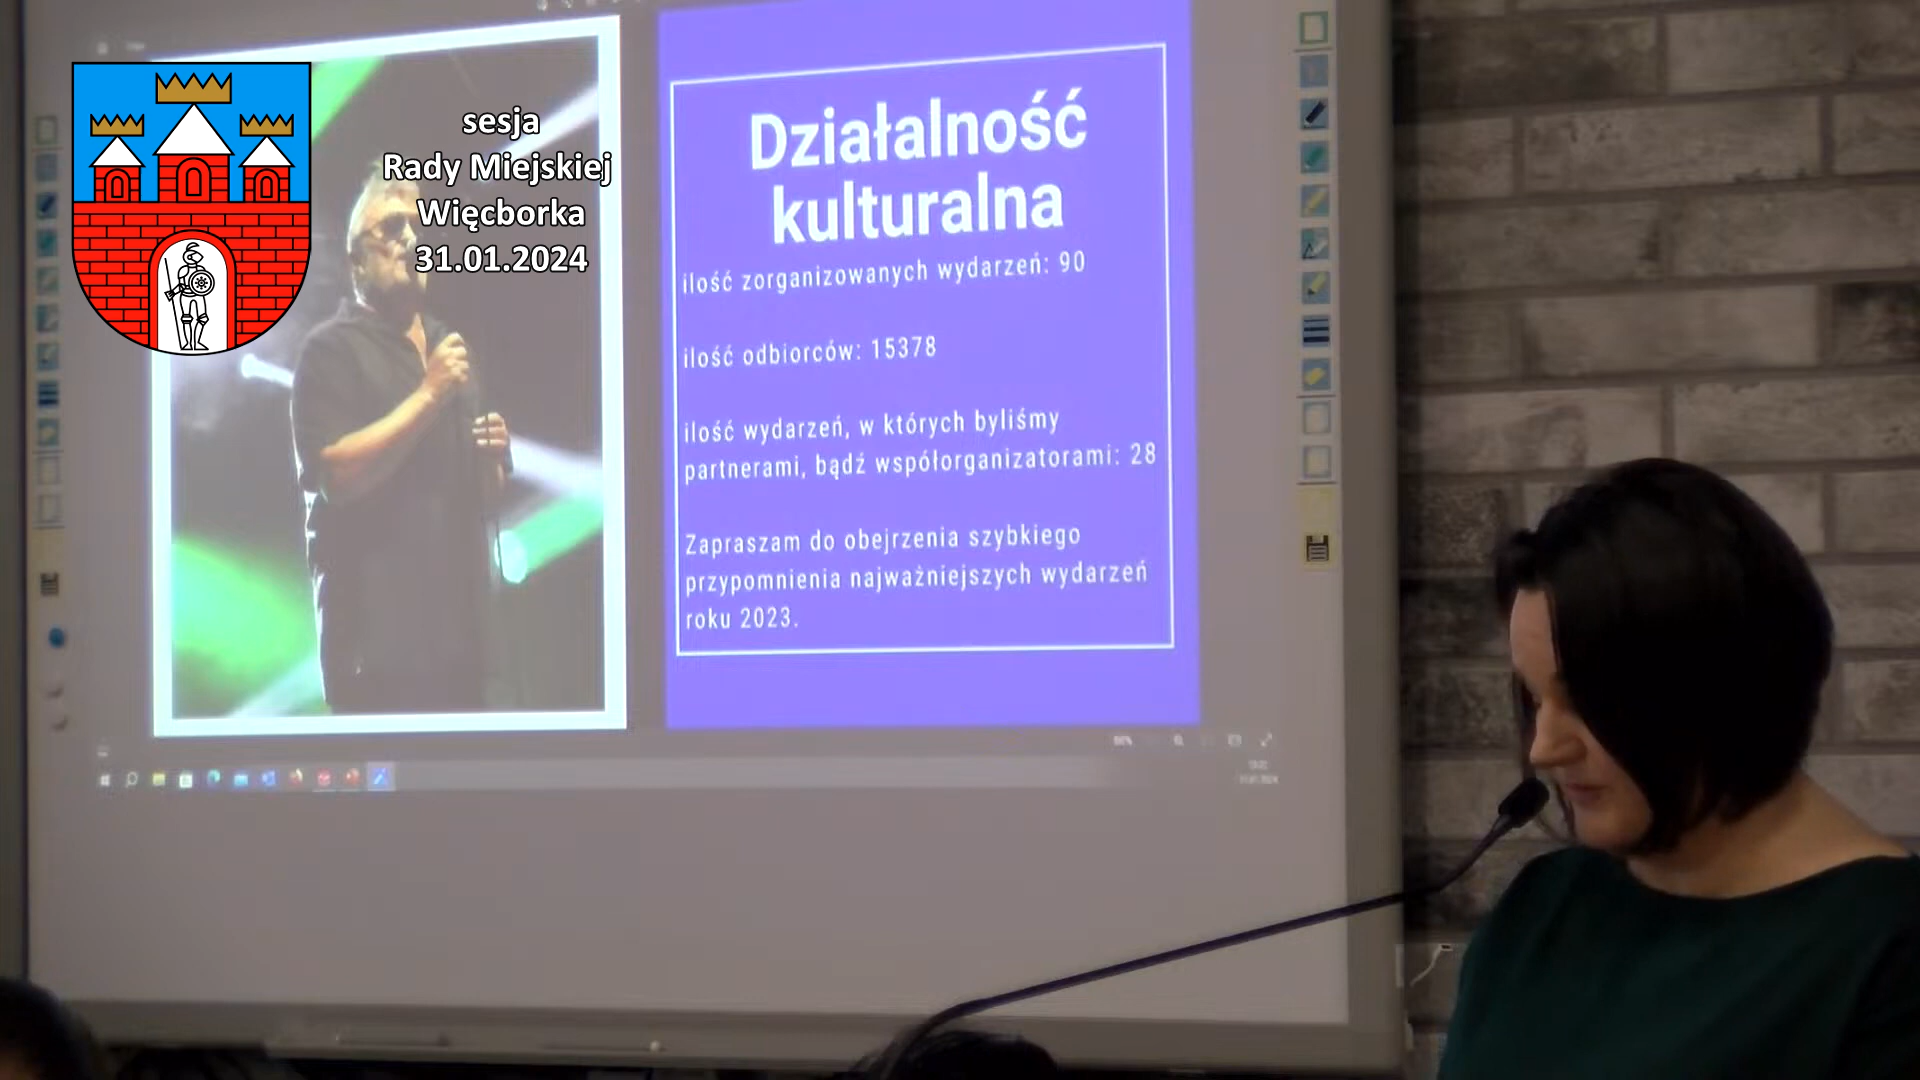 sesja
Rady Miejskiej
Więcborka
31.01.2024
Działalność
kulturalna
ilość zorganizowanych wydarzeń: 90
ilość odbiorców: 15378
ilość wydarzeń, w których byliśmy
partnerami, bądź współorganizatorami: 28
Zapraszam do obejrzenia szybkiego
przypomnienia najważniejszych wydarzeń
roku 2023.